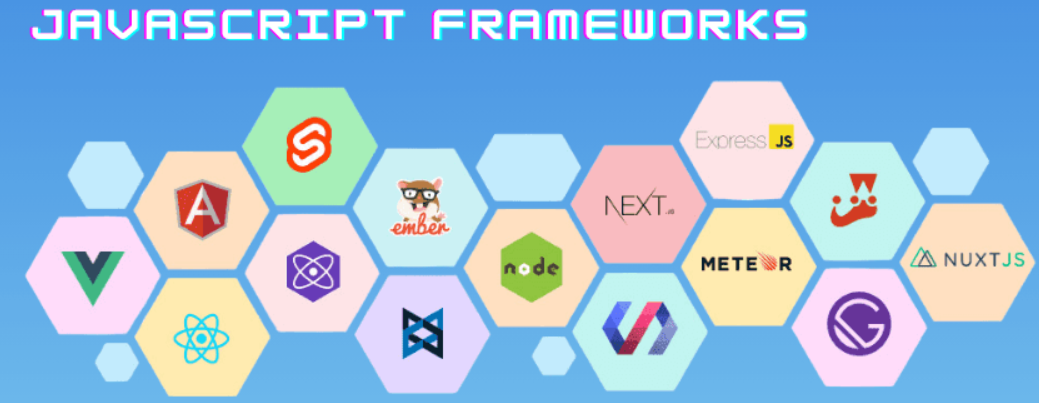 JAVASCRIPT FRAMEWORKS
Express JS
ember
NEXT.JS
node
METEOR
NUXTJS